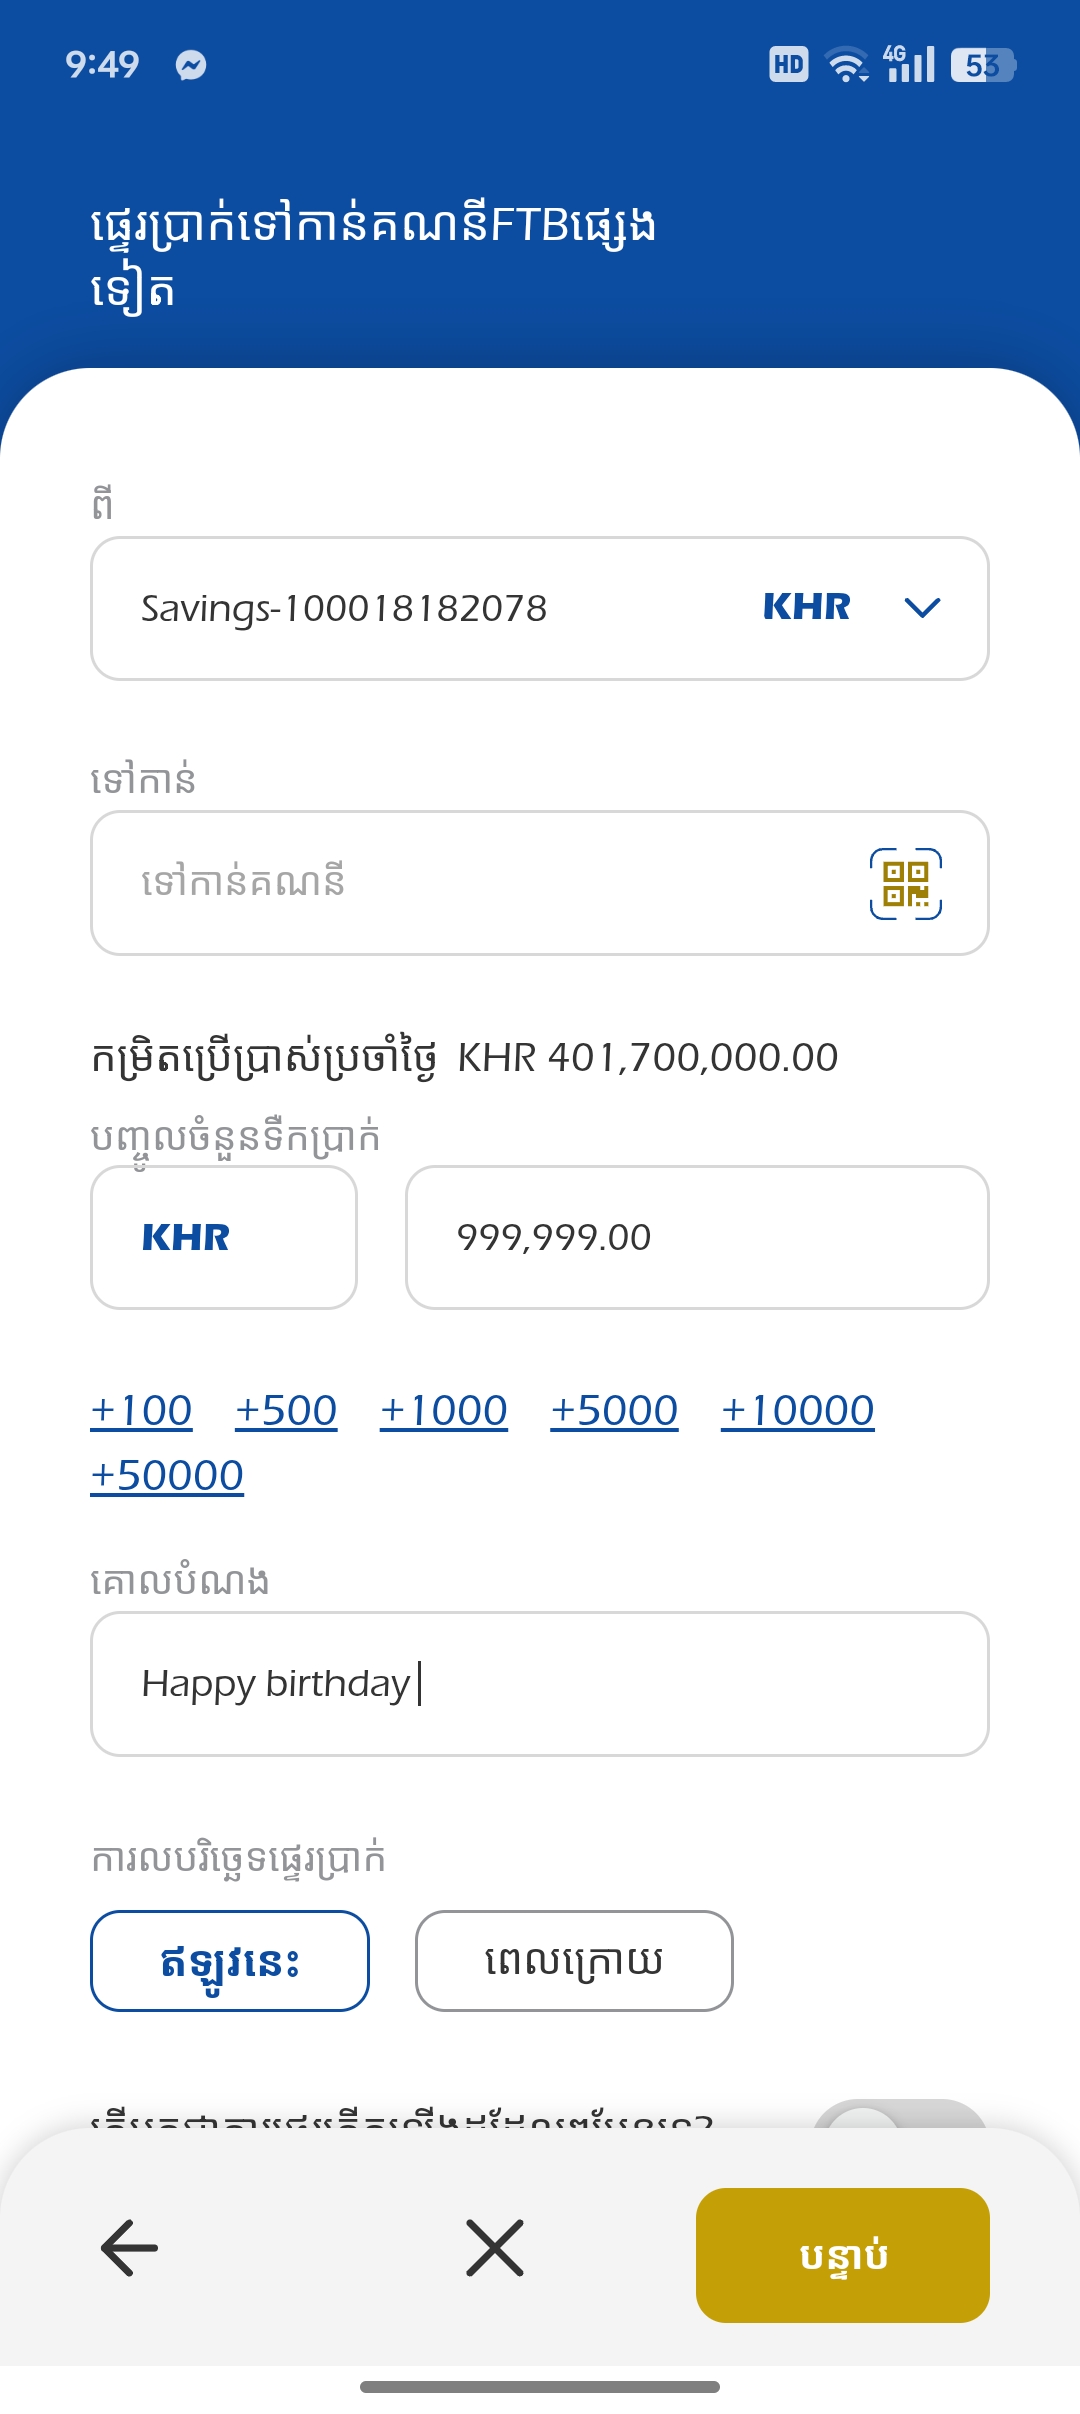 9:49
HD 4G 53
ផ្ទេរប្រាក់ទៅកាន់គណនីFTBផ្សេង
ទៀត
ពី
Savings-100018182078 KHR
ទៅកាន់
ទៅកាន់គណនី
កម្រិតប្រើប្រាស់ប្រចាំថ្ងៃ KHR 401,700,000.00
បញ្ចូលចំនួនទឹកប្រាក់
KHR 999,999.00
+100 +500 +1000 +5000 +10000
+50000
គោលបំណង
Happy birthday
ការលបរិច្ឆេទផ្ទេរប្រាក់
ឥឡូវនេះ ពេលក្រោយ
បន្ទាប់